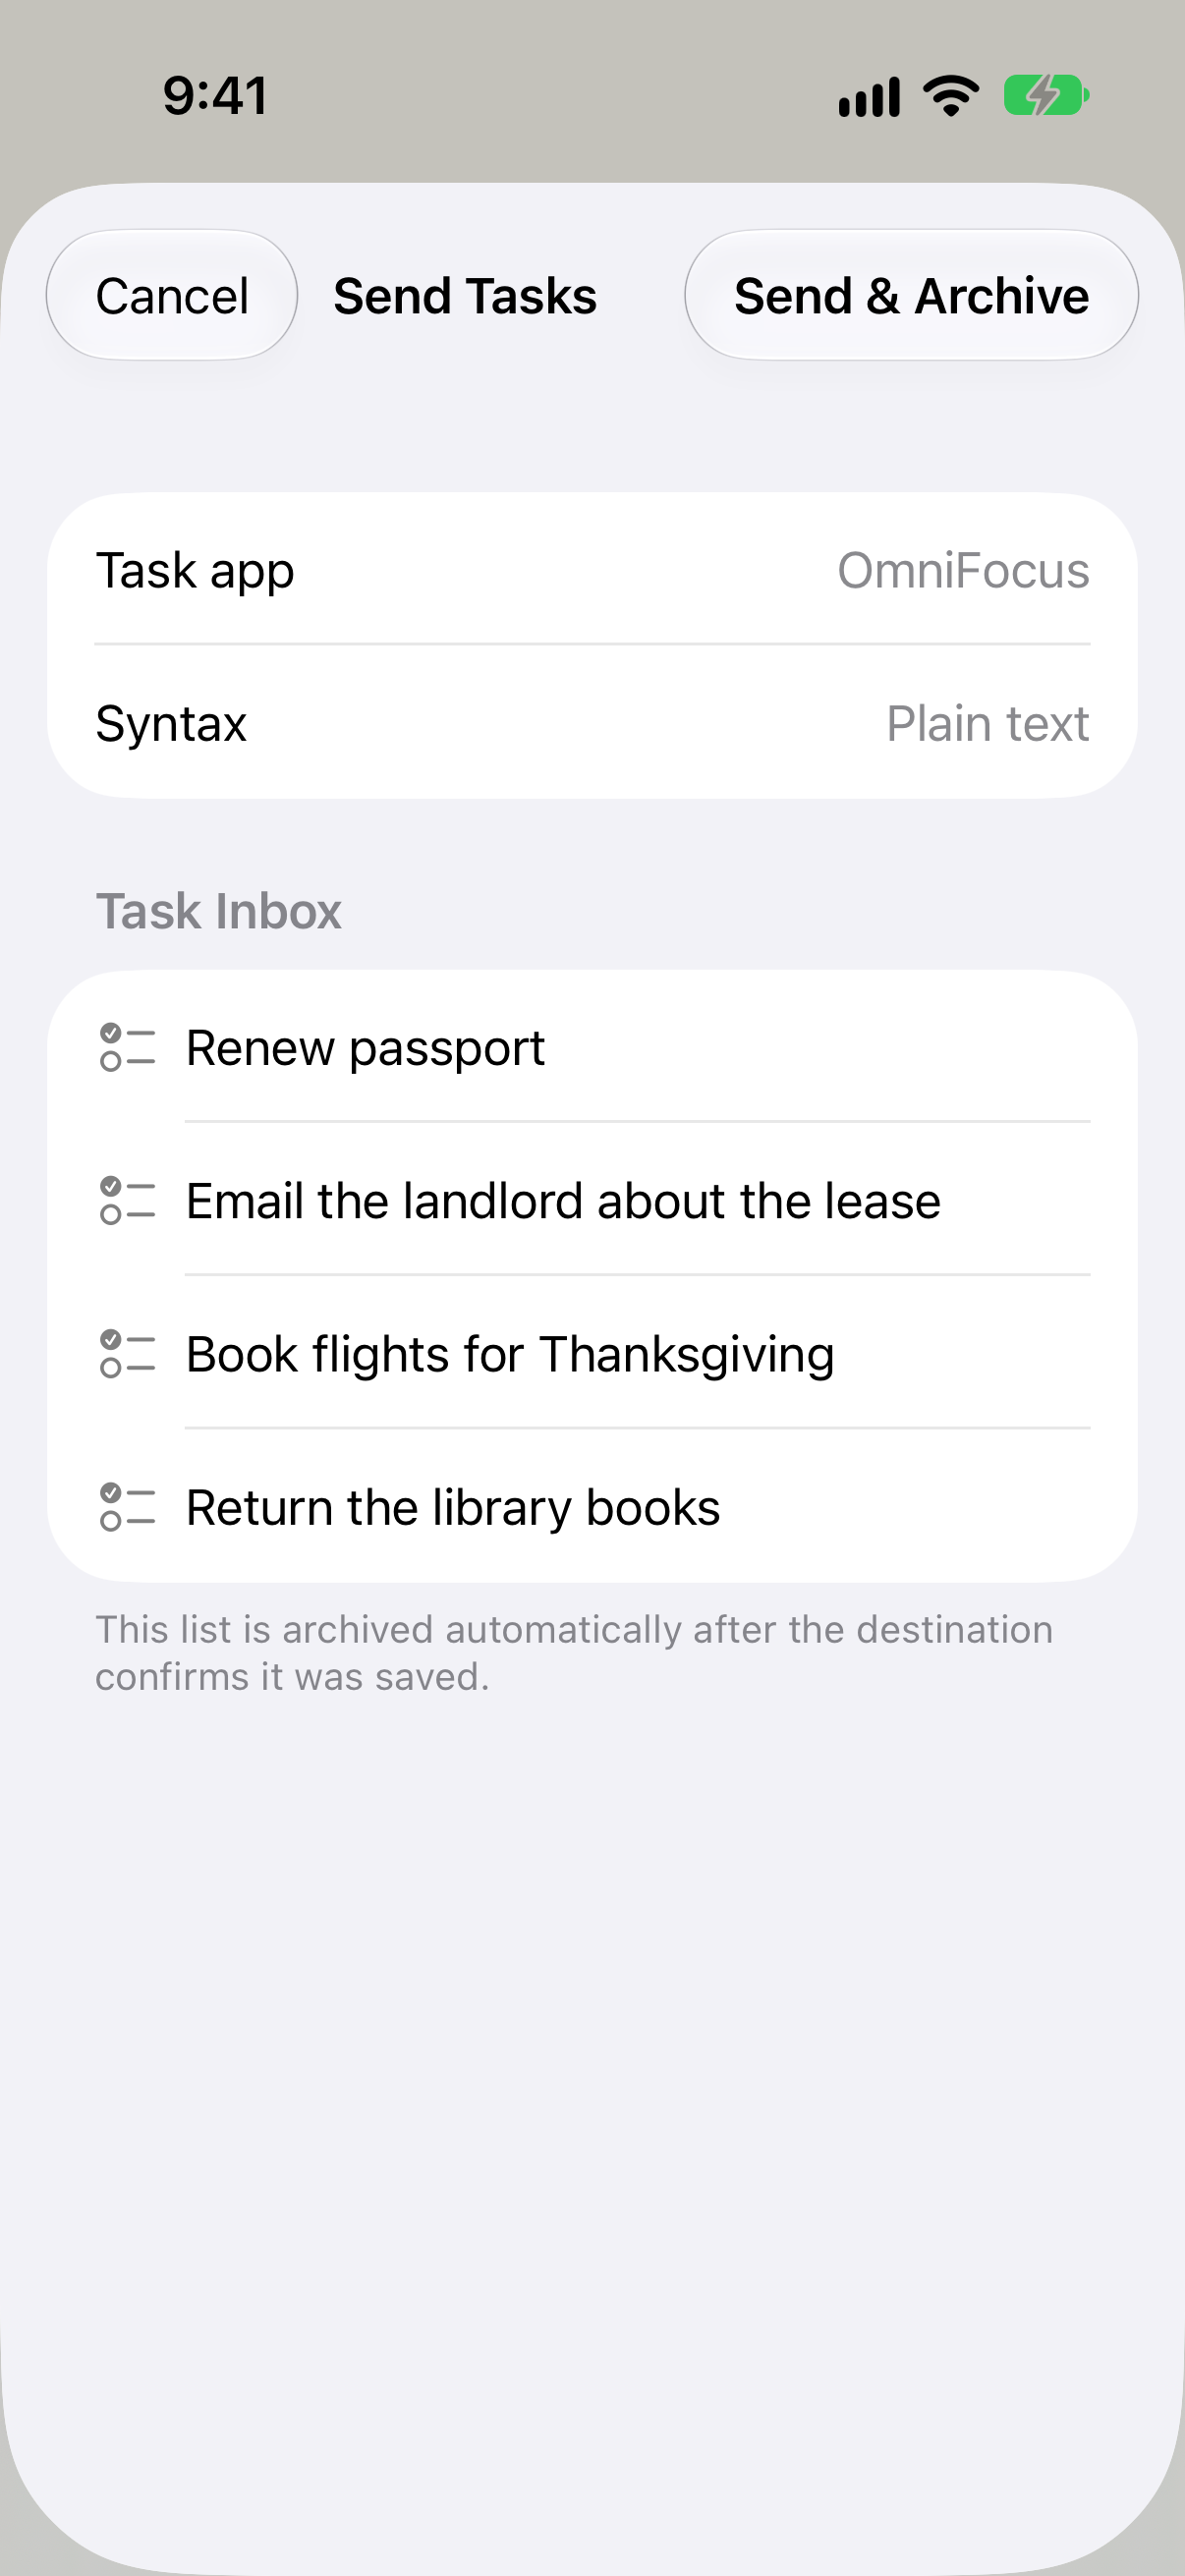 9:41
Cancel
Send Tasks
Send & Archive
Task app
OmniFocus
Syntax
Plain text
Task Inbox
Renew passport
Email the landlord about the lease
Book flights for Thanksgiving
Return the library books
This list is archived automatically after the destination
confirms it was saved.